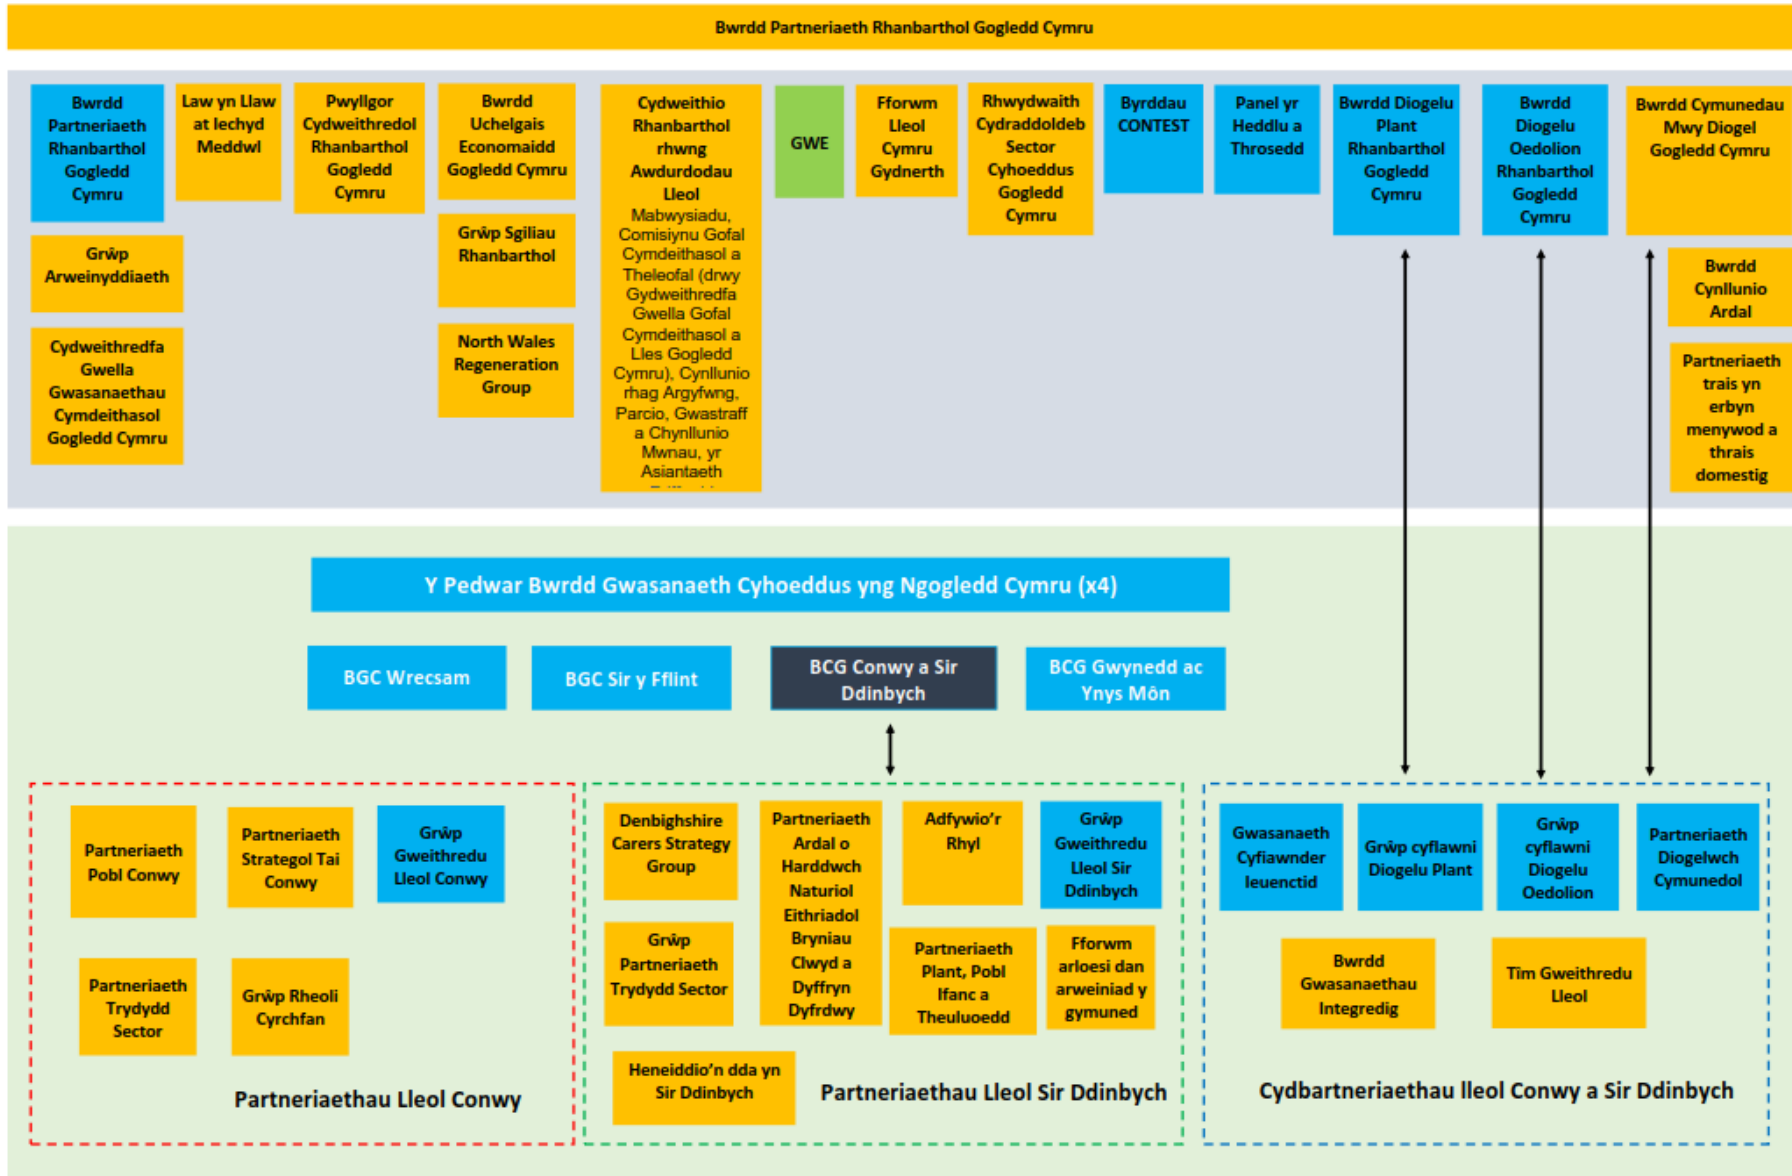 Bwrdd Partneriaeth Rhanbarthol Gogledd Cymru
Bwrdd
Partneriaeth
Rhanbarthol
Gogledd
Cymru
Grŵp
Arweinyddiaeth
Cydweithredfa
Gwella
Gwasanaethau
Cymdeithasol
Gogledd Cymru
Law yn Llaw
at Iechyd
Meddwl
Pwyllgor
Cydweithredol
Rhanbarthol
Gogledd
Cymru
Bwrdd
Uchelgais
Economaidd
Gogledd Cymru
Grŵp Sgiliau
Rhanbarthol
North Wales
Regeneration
Group
Cydweithio
Rhanbarthol
rhwng
Awdurdodau
Lleol
Mabwysiadu,
Comisiynu Gofal
Cymdeithasol a
Theleofal (drwy
Gydweithredfa
Gwella Gofal
Cymdeithasol a
Lles Gogledd
Cymru), Cynllunio
rhag Argyfwng,
Parcio, Gwastraff
a Chynllunio
Mwnau, yr
Asiantaeth
GWE
Fforwm
Lleol
Cymru
Gydnerth
Rhwydwaith
Cydraddoldeb
Sector
Cyhoeddus
Gogledd
Cymru
Byrddau
CONTEST
Panel yr
Heddlu a
Throsedd
Bwrdd Diogelu
Plant
Rhanbarthol
Gogledd
Cymru
Bwrdd
Diogelu
Oedolion
Rhanbarthol
Gogledd
Cymru
Bwrdd Cymunedau
Mwy Diogel
Gogledd Cymru
Bwrdd
Cynllunio
Ardal
Partneriaeth
trais yn
erbyn
menywod a
thrais
domestig
Y Pedwar Bwrdd Gwasanaeth Cyhoeddus yng Ngogledd Cymru (x4)
BGC Wrecsam
BGC Sir y Fflint
BCG Conwy a Sir
Ddinbych
BCG Gwynedd ac
Ynys Môn
Partneriaeth
Pobl Conwy
Partneriaeth
Strategol Tai
Conwy
Grŵp
Gweithredu
Lleol Conwy
Partneriaeth
Trydydd
Sector
Grŵp Rheoli
Cyrchfan
Partneriaethau Lleol Conwy
Denbighshire
Carers Strategy
Group
Partneriaeth
Ardal o
Harddwch
Naturiol
Eithriadol
Bryniau
Clwyd a
Dyffryn
Dyfrdwy
Adfywio'r
Rhyl
Grŵp
Gweithredu
Lleol Sir
Ddinbych
Grŵp
Partneriaeth
Trydydd Sector
Partneriaeth
Plant, Pobl
Ifanc a
Theuluoedd
Fforwm
arloesi dan
arweiniad y
gymuned
Heneiddio'n dda yn
Sir Ddinbych
Partneriaethau Lleol Sir Ddinbych
Gwasanaeth
Cyfiawnder
Ieuenctid
Grŵp cyflawni
Diogelu Plant
Grŵp
cyflawni
Diogelu
Oedolion
Partneriaeth
Diogelwch
Cymunedol
Bwrdd
Gwasanaethau
Integredig
Tîm Gweithredu
Lleol
Cydbartneriaethau lleol Conwy a Sir Ddinbych